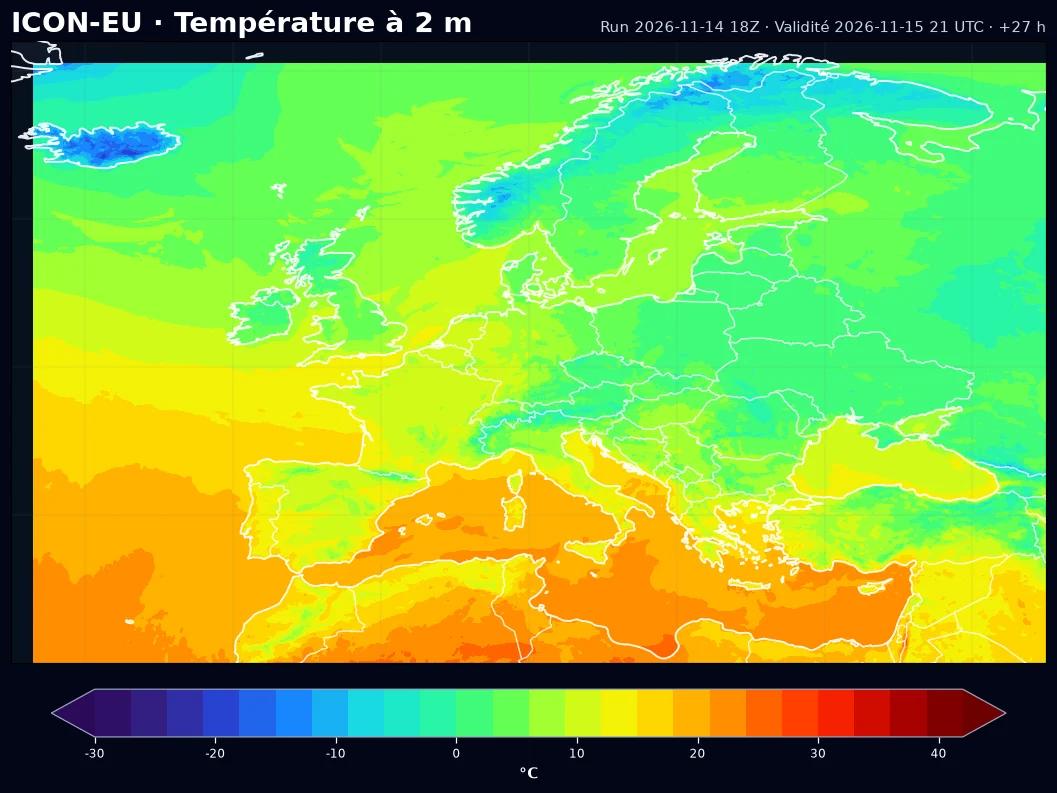 ICON-EU · Température à 2 m
Run 2026-11-14 18Z · Validité 2026-11-15 21 UTC · +27 h
-30 -20 -10 0 10 20 30 40
°C